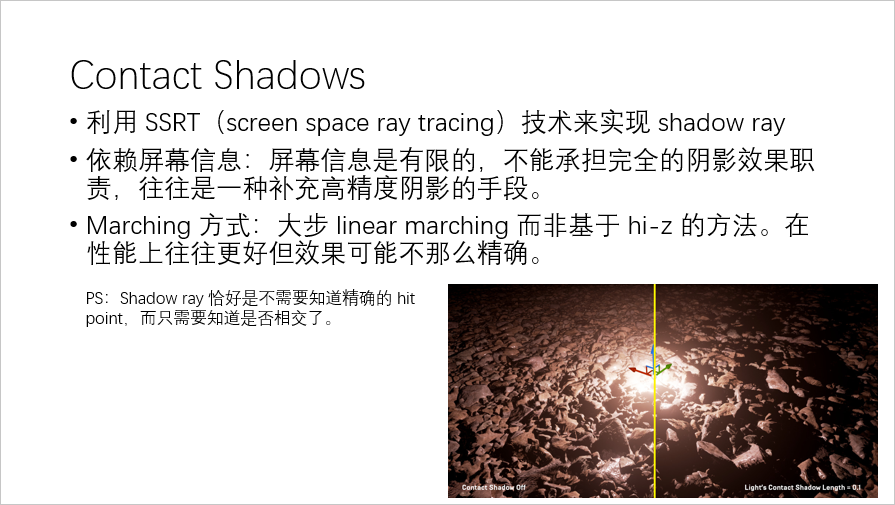 Contact Shadows
• 利用 SSRT（screen space ray tracing）技术来实现 shadow ray
• 依赖屏幕信息：屏幕信息是有限的，不能承担完全的阴影效果职
责，往往是一种补充高精度阴影的手段。
• Marching 方式：大步 linear marching 而非基于 hi-z 的方法。在
性能上往往更好但效果可能不那么精确。
PS：Shadow ray 恰好是不需要知道精确的 hit
point，而只需要知道是否相交了。
Contact Shadow Off
Light's Contact Shadow Length = 0.1